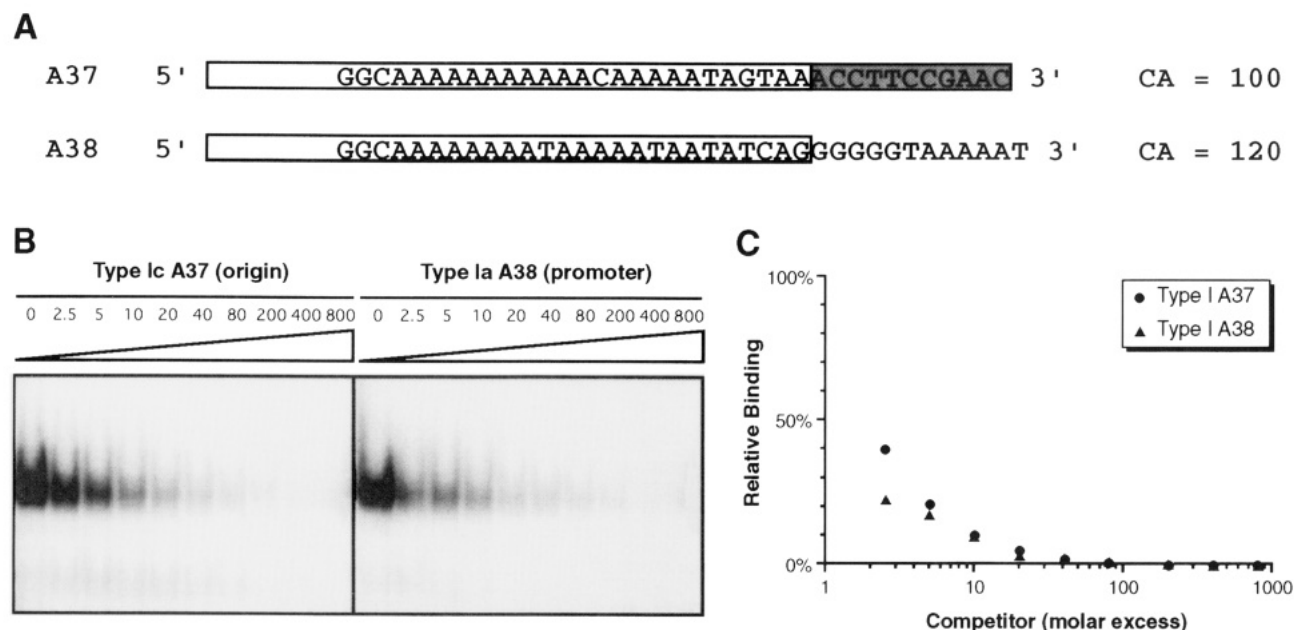 A
A37 5' GGCAAAAAAAAAAACAAAAATAGTAAACCTTCCGAAC 3' CA = 100
A38 5' GGCAAAAAAAATAAAAATAATATCAGGGGGGTAAAAAT 3' CA = 120
B
Type Ic A37 (origin) Type Ia A38 (promoter)
0 2.5 5 10 20 40 80 200 400 800 0 2.5 5 10 20 40 80 200 400 800
C
100%
50%
0%
Relative Binding
Type I A37
Type I A38
1 10 100 1000
Competitor (molar excess)